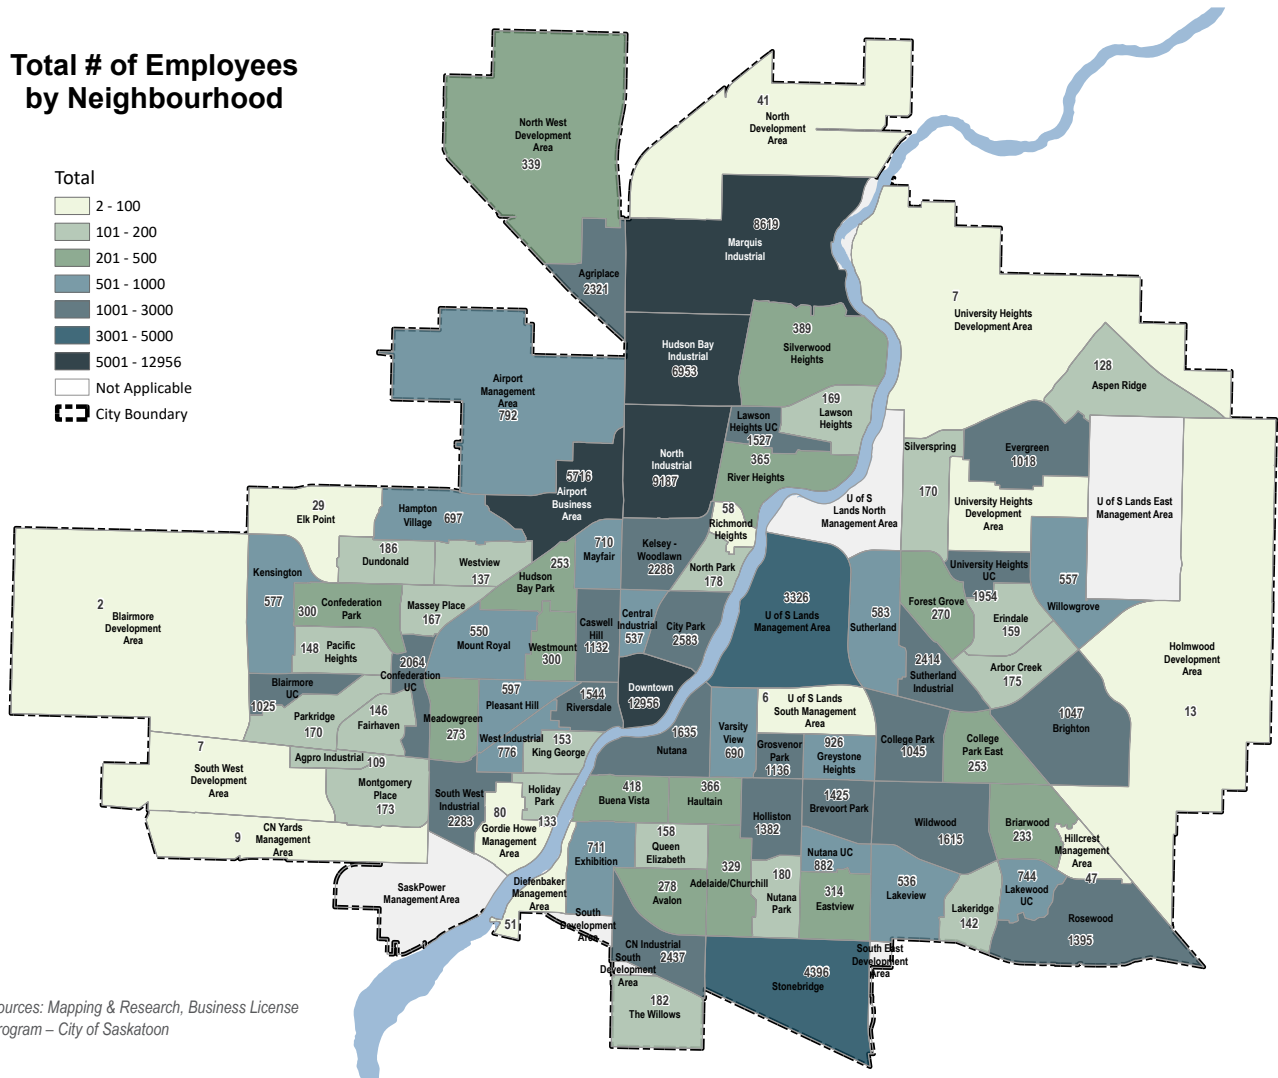 Total # of Employees
by Neighbourhood
Total
2 - 100
101 - 200
201 - 500
501 - 1000
1001 - 3000
3001 - 5000
5001 - 12956
Not Applicable
City Boundary
North West
Development
Area
339
41
North
Development
Area
8619
Marquis
Industrial
Agriplace
2321
7
University Heights
Development Area
128
Aspen Ridge
Hudson Bay
Industrial
6953
389
Silverwood
Heights
Airport
Management
Area
792
169
Lawson
Heights
Lawson
Heights UC
1527
North
Industrial
9187
365
River Heights
5716
Airport
Business
Area
Silverspring
170
Evergreen
1018
University Heights
Development
Area
U of S Lands East
Management Area
U of S
Lands North
Management Area
29
Elk Point
Hampton
Village
697
58
Richmond
Heights
710
Mayfair
Kelsey -
Woodlawn
2286
North Park
178
186
Dundonald
Westview
137
253
Hudson
Bay Park
Kensington
577
300
Confederation
Park
Massey Place
167
2
Blairmore
Development
Area
148
Pacific
Heights
550
Mount Royal
Westmount
300
Caswell
Hill
1132
Central
Industrial
537
City Park
2583
3326
U of S Lands
Management Area
583
Sutherland
Forest Grove
270
University Heights
UC
1954
557
Willowgrove
Erindale
159
Arbor Creek
175
2414
Sutherland
Industrial
Holmwood
Development
Area
13
2064
Confederation
UC
Blairmore
UC
1025
Parkridge
170
146
Fairhaven
Meadowgreen
273
597
Pleasant Hill
1544
Riversdale
Downtown
12956
6
U of S Lands
South Management
Area
1047
Brighton
West Industrial
776
153
King George
1635
Nutana
Varsity
View
690
Grosvenor
Park
1136
926
Greystone
Heights
College Park
1045
College
Park East
253
7
South West
Development
Area
Agpro Industrial
109
Montgomery
Place
173
South West
Industrial
2283
80
Gordie Howe
Management
Area
Holiday
Park
133
418
Buena Vista
366
Haultain
Holliston
1382
1425
Brevoort Park
Wildwood
1615
Briarwood
233
Hillcrest
Management
Area
47
9
CN Yards
Management
Area
711
Exhibition
158
Queen
Elizabeth
329
Adelaide/Churchill
180
Nutana
Park
Nutana UC
882
314
Eastview
536
Lakeview
744
Lakewood
UC
Lakeridge
142
Rosewood
1395
SaskPower
Management Area
Diefenbaker
Management
Area
51
278
Avalon
South
Development
Area
CN Industrial
2437
South
Development
Area
4396
Stonebridge
South East
Development
Area
182
The Willows
ources: Mapping & Research, Business License
rogram – City of Saskatoon